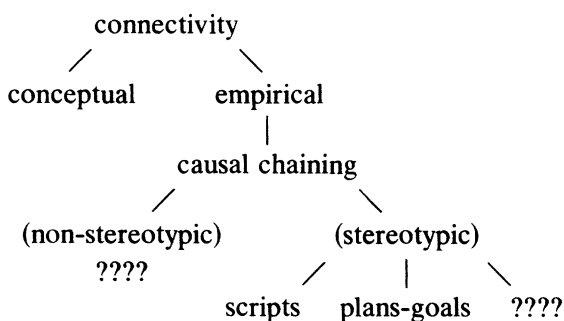 connectivity
conceptual empirical
causal chaining
(non-stereotypic) (stereotypic)
????
scripts plans-goals ????